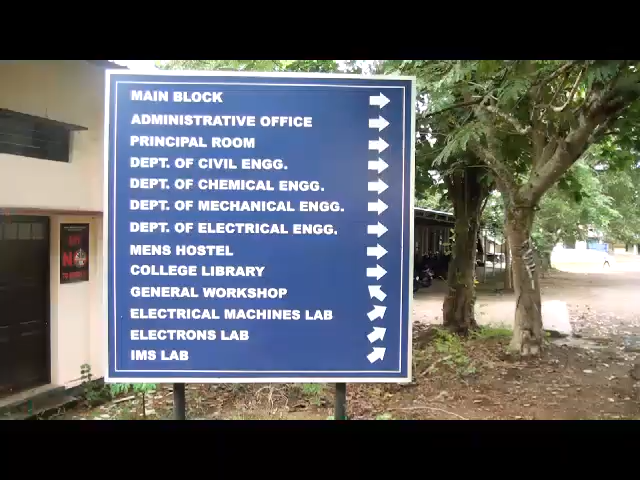 MAIN BLOCK
ADMINISTRATIVE OFFICE
PRINCIPAL ROOM
DEPT. OF CIVIL ENGG.
DEPT. OF CHEMICAL ENGG.
DEPT. OF MECHANICAL ENGG.
DEPT. OF ELECTRICAL ENGG.
MENS HOSTEL
COLLEGE LIBRARY
GENERAL WORKSHOP
ELECTRICAL MACHINES LAB
ELECTRONS LAB
IMS LAB